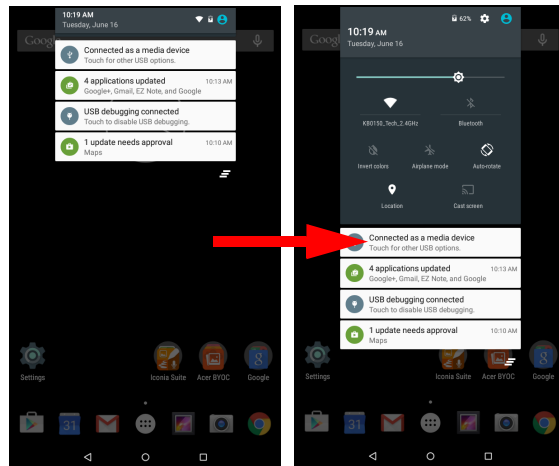 10:19 AM
Tuesday, June 16
Goog
Connected as a media device
Touch for other USB options.
4 applications updated
10:13 AM
Google+, Gmail, EZ Note, and Google
USB debugging connected
Touch to disable USB debugging.
1 update needs approval
10:10 AM
Maps
Settings
Iconia Suite
Acer BYOC
Google
31
8
62%
10:19 AM
Tuesday, June 16
Goog
KB0150_Tech_2.4GHz
Bluetooth
Invert colors
Airplane mode
Auto-rotate
Location
Cast screen
Connected as a media device
Touch for other USB options.
4 applications updated
10:13 AM
Google+, Gmail, EZ Note, and Google
USB debugging connected
Touch to disable USB debugging.
1 update needs approval
10:10 AM
Maps
Settings
Iconia Suite
Acer BYOC
Google
31
8